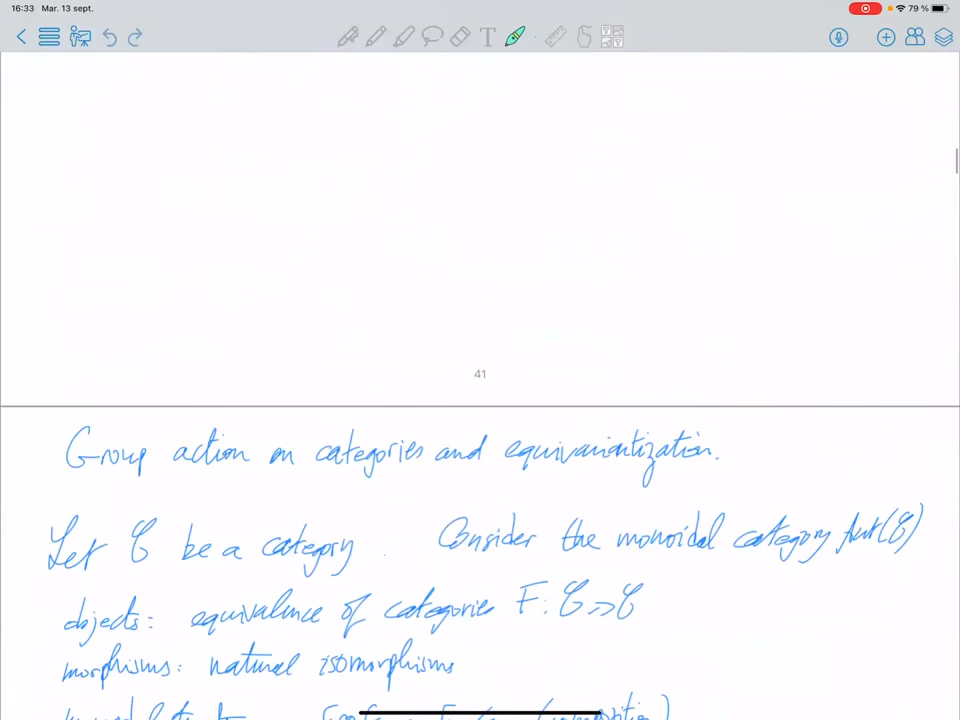 16:33 Mar. 13 sept. 79 %
T
41
Group action on categories and equivariantization.
Let C be a category. Consider the monoidal category Aut(C)
objects: equivalence of categories F: C → C
morphisms: natural isomorphisms
(composition)